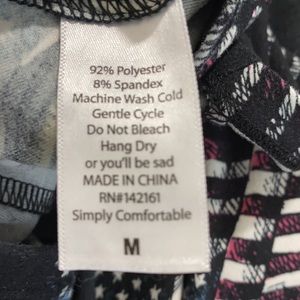 92% Polyester
8% Spandex
Machine Wash Cold
Gentle Cycle
Do Not Bleach
Hang Dry
or you'll be sad
MADE IN CHINA
RN#142161
Simply Comfortable
M